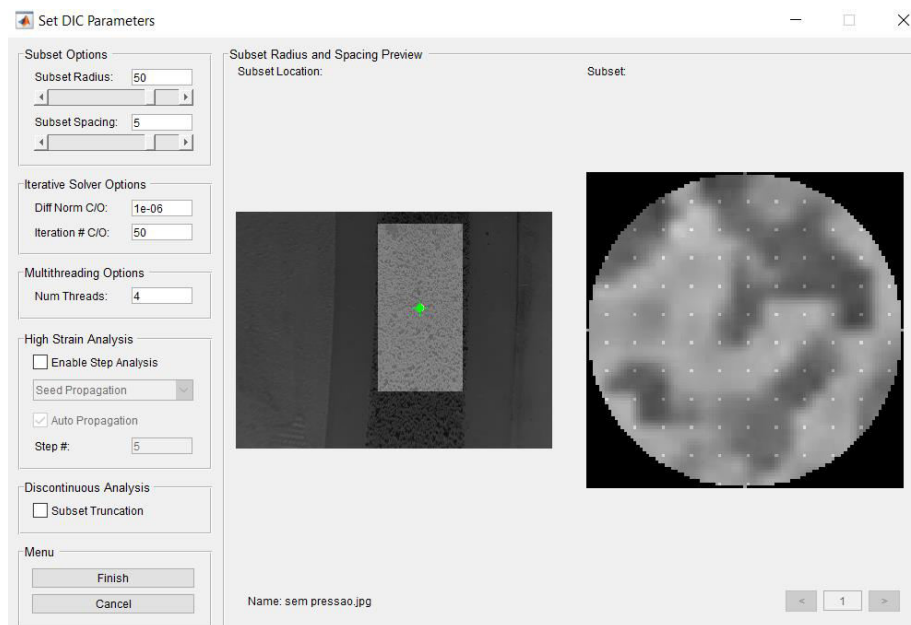 Set DIC Parameters
Subset Options
Subset Radius: 50
Subset Spacing: 5
Iterative Solver Options
Diff Norm C/O: 1e-06
Iteration # C/O: 50
Multithreading Options
Num Threads: 4
High Strain Analysis
Enable Step Analysis
Seed Propagation
Auto Propagation
Step #: 5
Discontinuous Analysis
Subset Truncation
Menu
Finish
Cancel
Subset Radius and Spacing Preview
Subset Location:
Subset:
Name: sem pressao.jpg
< 1 >